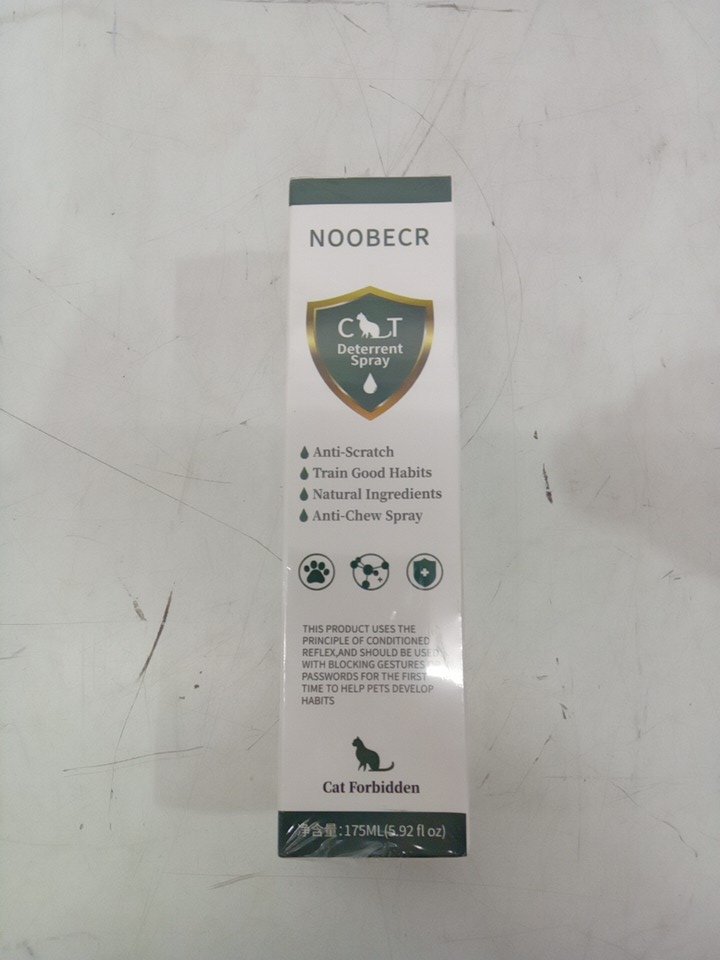 NOOBECR
C T
Deterrent
Spray
Anti-Scratch
Train Good Habits
Natural Ingredients
Anti-Chew Spray
THIS PRODUCT USES THE
PRINCIPLE OF CONDITIONED
REFLEX,AND SHOULD BE USED
WITH BLOCKING GESTURES OR
PASSWORDS FOR THE FIRST
TIME TO HELP PETS DEVELOP
HABITS
Cat Forbidden
净含量:175ML(5.92 fl oz)